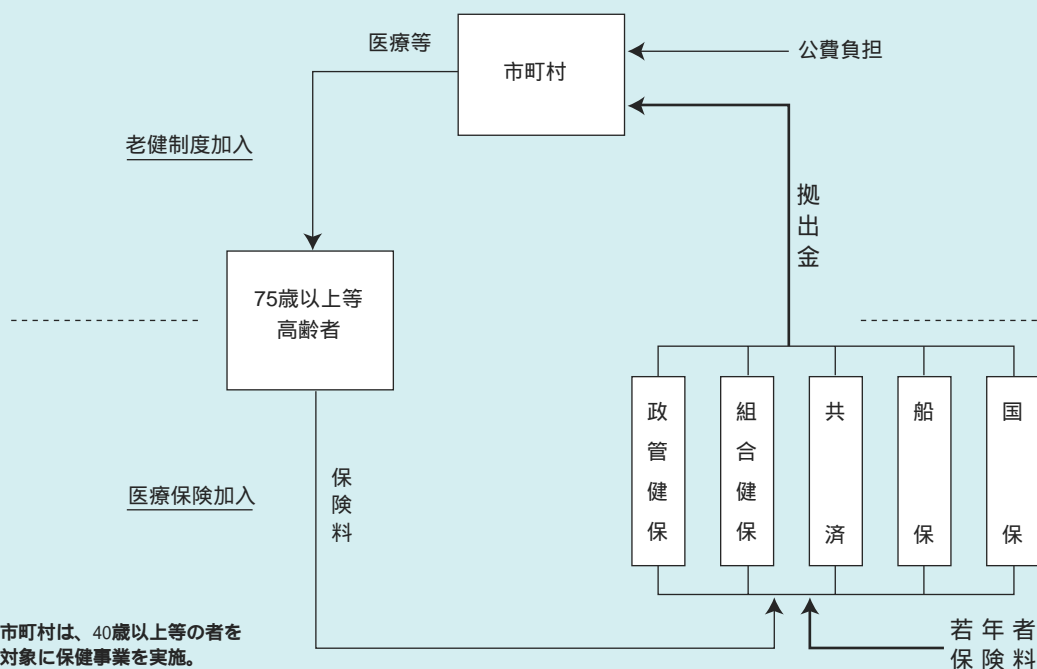 医療等
市町村
公費負担
老健制度加入
拠出金
75歳以上等
高齢者
政管健保
組合健保
共済
船保
国保
医療保険加入
保険料
市町村は、40歳以上等の者を
対象に保健事業を実施。
若年者
保険料